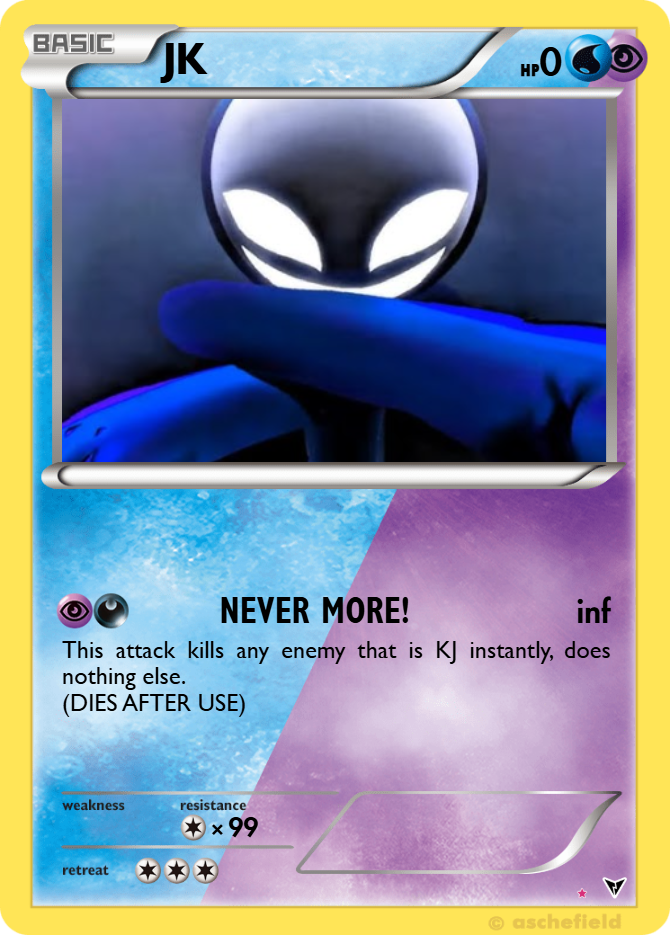 BASIC
JK
HP0
NEVER MORE! inf
This attack kills any enemy that is KJ instantly, does
nothing else.
(DIES AFTER USE)
weakness resistance
× 99
retreat
© aschefield